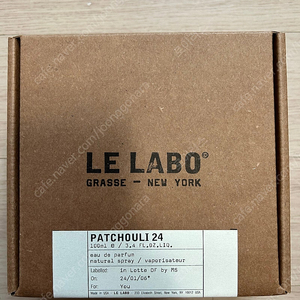 LE LABO
GRASSE – NEW YORK
PATCHOULI 24
100ml ℮ / 3.4 FL.OZ.LIQ.
eau de parfum
natural spray / vaporisateur
Labelled: in Lotte DF by MS
On: 24/01/06"
For: You